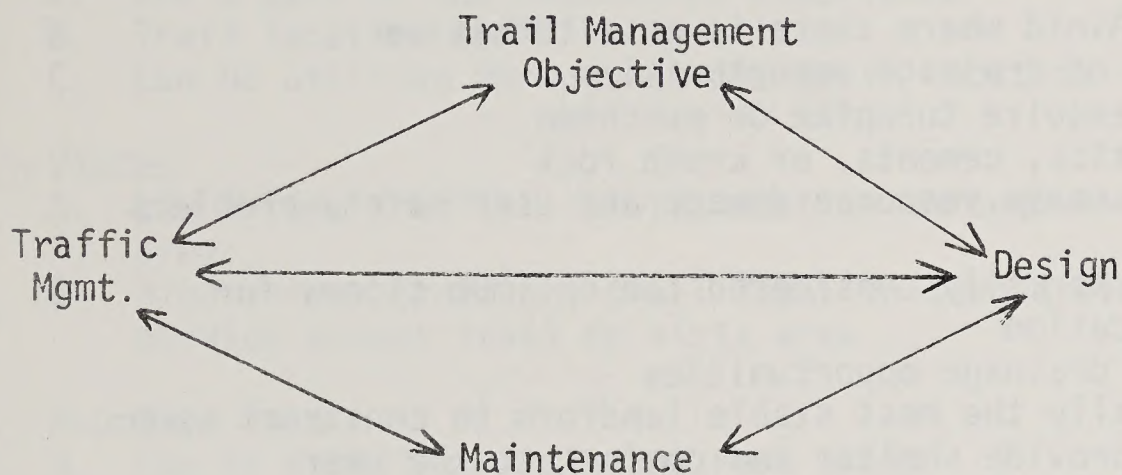 Trail Management
Objective
Traffic
Mgmt.
Design
Maintenance